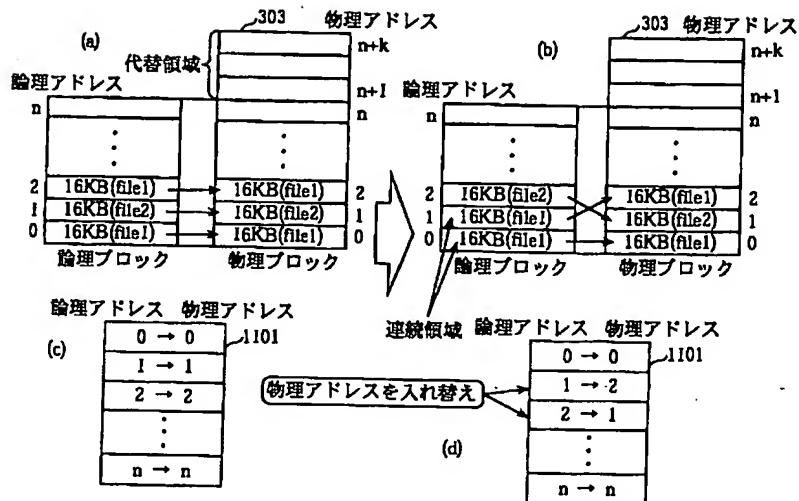 (a)
303
物理アドレス
代替領域
n+k
n+1
論理アドレス
n
n
2
16KB(file1)
16KB(file1)
2
1
16KB(file2)
16KB(file2)
1
0
16KB(file1)
16KB(file1)
0
論理ブロック
物理ブロック
(b)
303
物理アドレス
n+k
n+1
論理アドレス
n
n
2
16KB(file2)
16KB(file1)
2
1
16KB(file1)
16KB(file2)
1
0
16KB(file1)
16KB(file1)
0
論理ブロック
物理ブロック
連続領域
(c)
論理アドレス 物理アドレス
1101
0 → 0
1 → 1
2 → 2
n → n
(d)
論理アドレス 物理アドレス
1101
0 → 0
1 → 2
2 → 1
n → n
物理アドレスを入れ替え